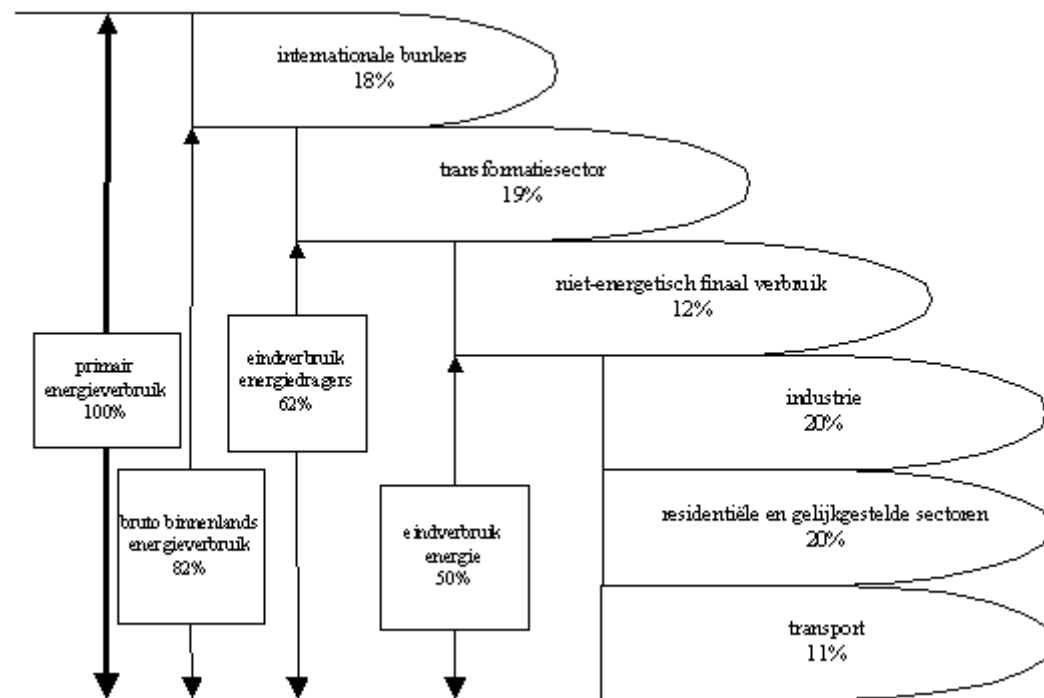 internationale bunkers
18%
transformatiesector
19%
niet-energetisch finaal verbruik
12%
primair
energieverbruik
100%
eindverbruik
energiedragers
62%
industrie
20%
bruto binnenlands
energieverbruik
82%
eindverbruik
energie
50%
residentiële en gelijkgestelde sectoren
20%
transport
11%